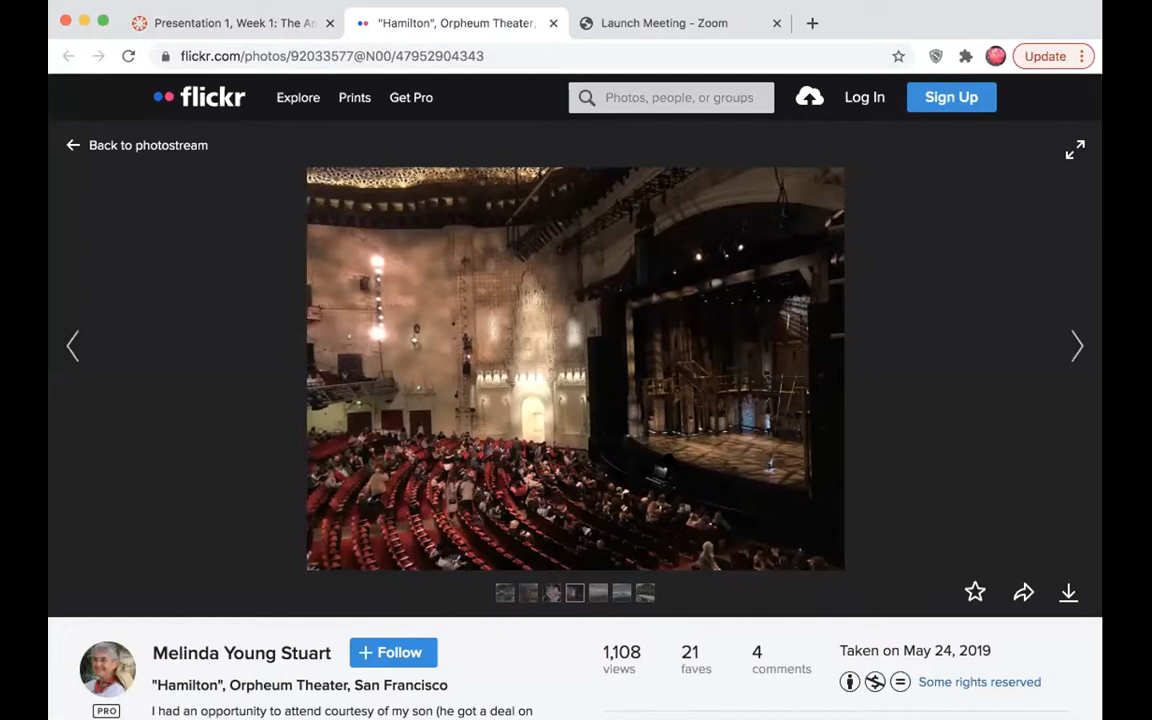 Presentation 1, Week 1: The An
"Hamilton", Orpheum Theater,
Launch Meeting - Zoom
flickr.com/photos/92033577@N00/47952904343
Update
flickr
Explore
Prints
Get Pro
Photos, people, or groups
Log In
Sign Up
Back to photostream
Melinda Young Stuart
+ Follow
"Hamilton", Orpheum Theater, San Francisco
PRO
I had an opportunity to attend courtesy of my son (he got a deal on
1,108
views
21
faves
4
comments
Taken on May 24, 2019
Some rights reserved